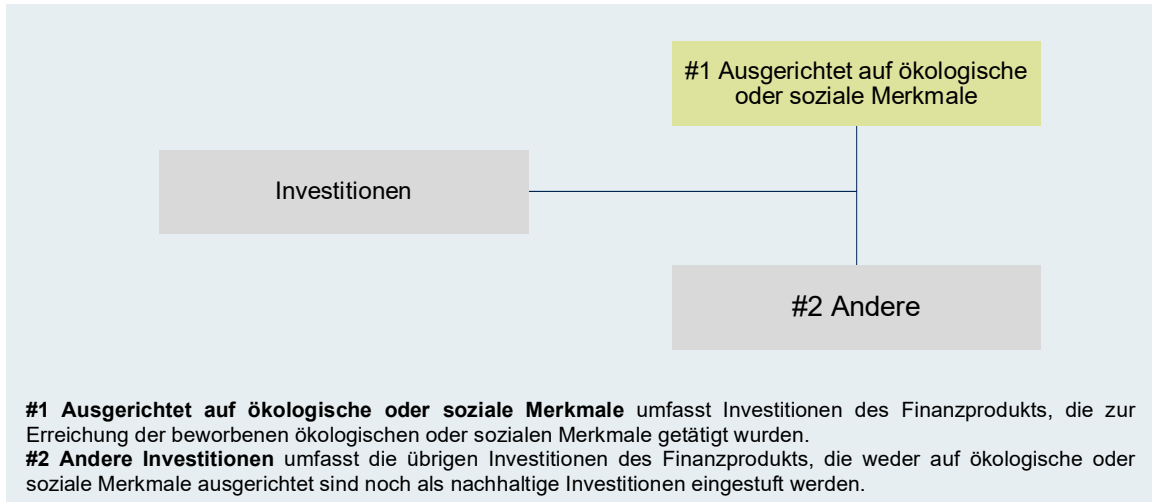 #1 Ausgerichtet auf ökologische
oder soziale Merkmale
Investitionen
#2 Andere
#1 Ausgerichtet auf ökologische oder soziale Merkmale umfasst Investitionen des Finanzprodukts, die zur
Erreichung der beworbenen ökologischen oder sozialen Merkmale getätigt wurden.
#2 Andere Investitionen umfasst die übrigen Investitionen des Finanzprodukts, die weder auf ökologische oder
soziale Merkmale ausgerichtet sind noch als nachhaltige Investitionen eingestuft werden.